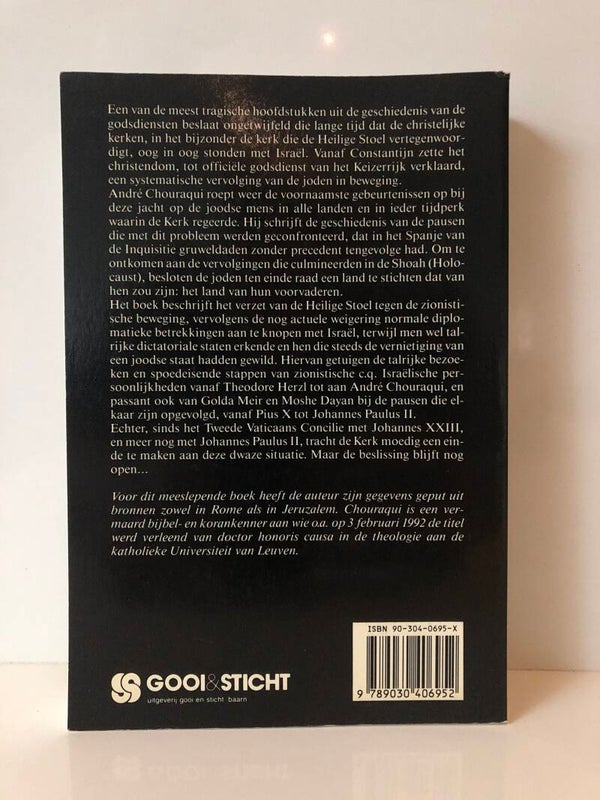 Een van de meest tragische hoofdstukken uit de geschiedenis van de
godsdiensten beslaat ongetwijfeld die lange tijd dat de christelijke
kerken, in het bijzonder de kerk die de Heilige Stoel vertegenwoor-
digt, oog in oog stonden met Israël. Vanaf Constantijn zette het
christendom, tot officiële godsdienst van het Keizerrijk verklaard,
een systematische vervolging van de joden in beweging.
André Chouraqui roept weer de voornaamste gebeurtenissen op bij
deze jacht op de joodse mens in alle landen en in ieder tijdperk
waarin de Kerk regeerde. Hij schrijft de geschiedenis van de pausen
die met dit probleem werden geconfronteerd, dat in het Spanje van
de Inquisitie gruweldaden zonder precedent tengevolge had. Om te
ontkomen aan de vervolgingen die culmineerden in de Shoah (Holo-
caust), besloten de joden ten einde raad een land te stichten dat van
hen zou zijn: het land van hun voorvaderen.
Het boek beschrijft het verzet van de Heilige Stoel tegen de zionisti-
sche beweging, vervolgens de nog actuele weigering normale diplo-
matieke betrekkingen aan te knopen met Israël, terwijl men wel tal-
rijke dictatoriale staten erkende en hen die steeds de vernietiging van
een joodse staat hadden gewild. Hiervan getuigen de talrijke bezoe-
ken en spoedeisende stappen van zionistische c.q. Israëlische per-
soonlijkheden vanaf Theodore Herzl tot aan André Chouraqui, en
passant ook van Golda Meir en Moshe Dayan bij de pausen die el-
kaar zijn opgevolgd, vanaf Pius X tot Johannes Paulus II.
Echter, sinds het Tweede Vaticaans Concilie met Johannes XXIII,
en meer nog met Johannes Paulus II, tracht de Kerk moedig een ein-
de te maken aan deze dwaze situatie. Maar de beslissing blijft nog
open...
Voor dit meeslepende boek heeft de auteur zijn gegevens geput uit
bronnen zowel in Rome als in Jeruzalem. Chouraqui is een ver-
maard bijbel- en korankenner aan wie o.a. op 3 februari 1992 de titel
werd verleend van doctor honoris causa in de theologie aan de
katholieke Universiteit van Leuven.
ISBN 90-304-0695-X
9 789030 406952
GOOI&STICHT
uitgeverij gooi en sticht baarn